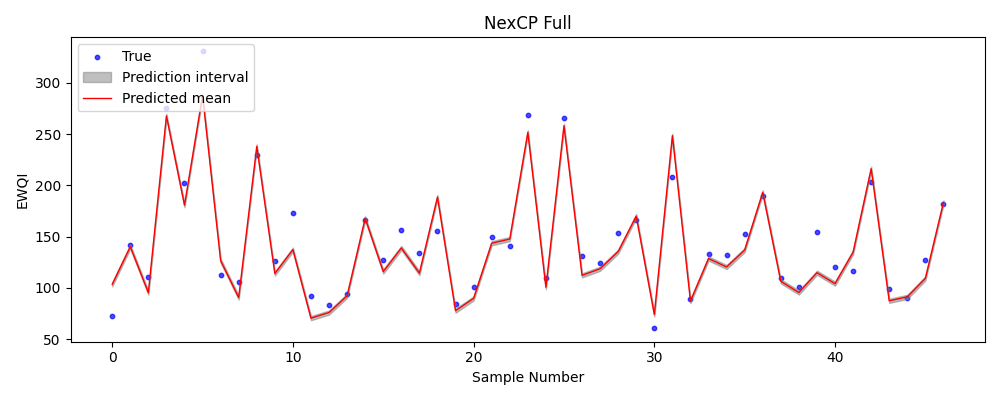 NexCP Full
True
Prediction interval
Predicted mean
EWQI
300
250
200
150
100
50
0 10 20 30 40
Sample Number